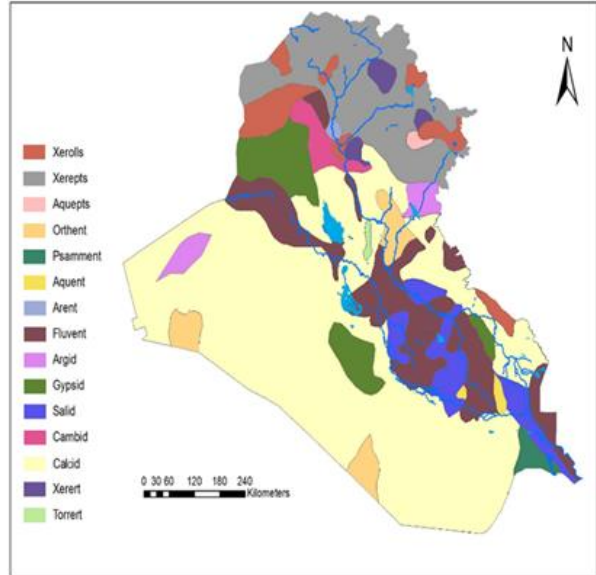 N
Xerolls
Xerepts
Aquepts
Orthent
Psamment
Aquent
Arent
Fluvent
Argid
Gypsid
Salid
Cambid
Calcid
Xerert
Torrert
0 30 60 120 180 240
Kilometers